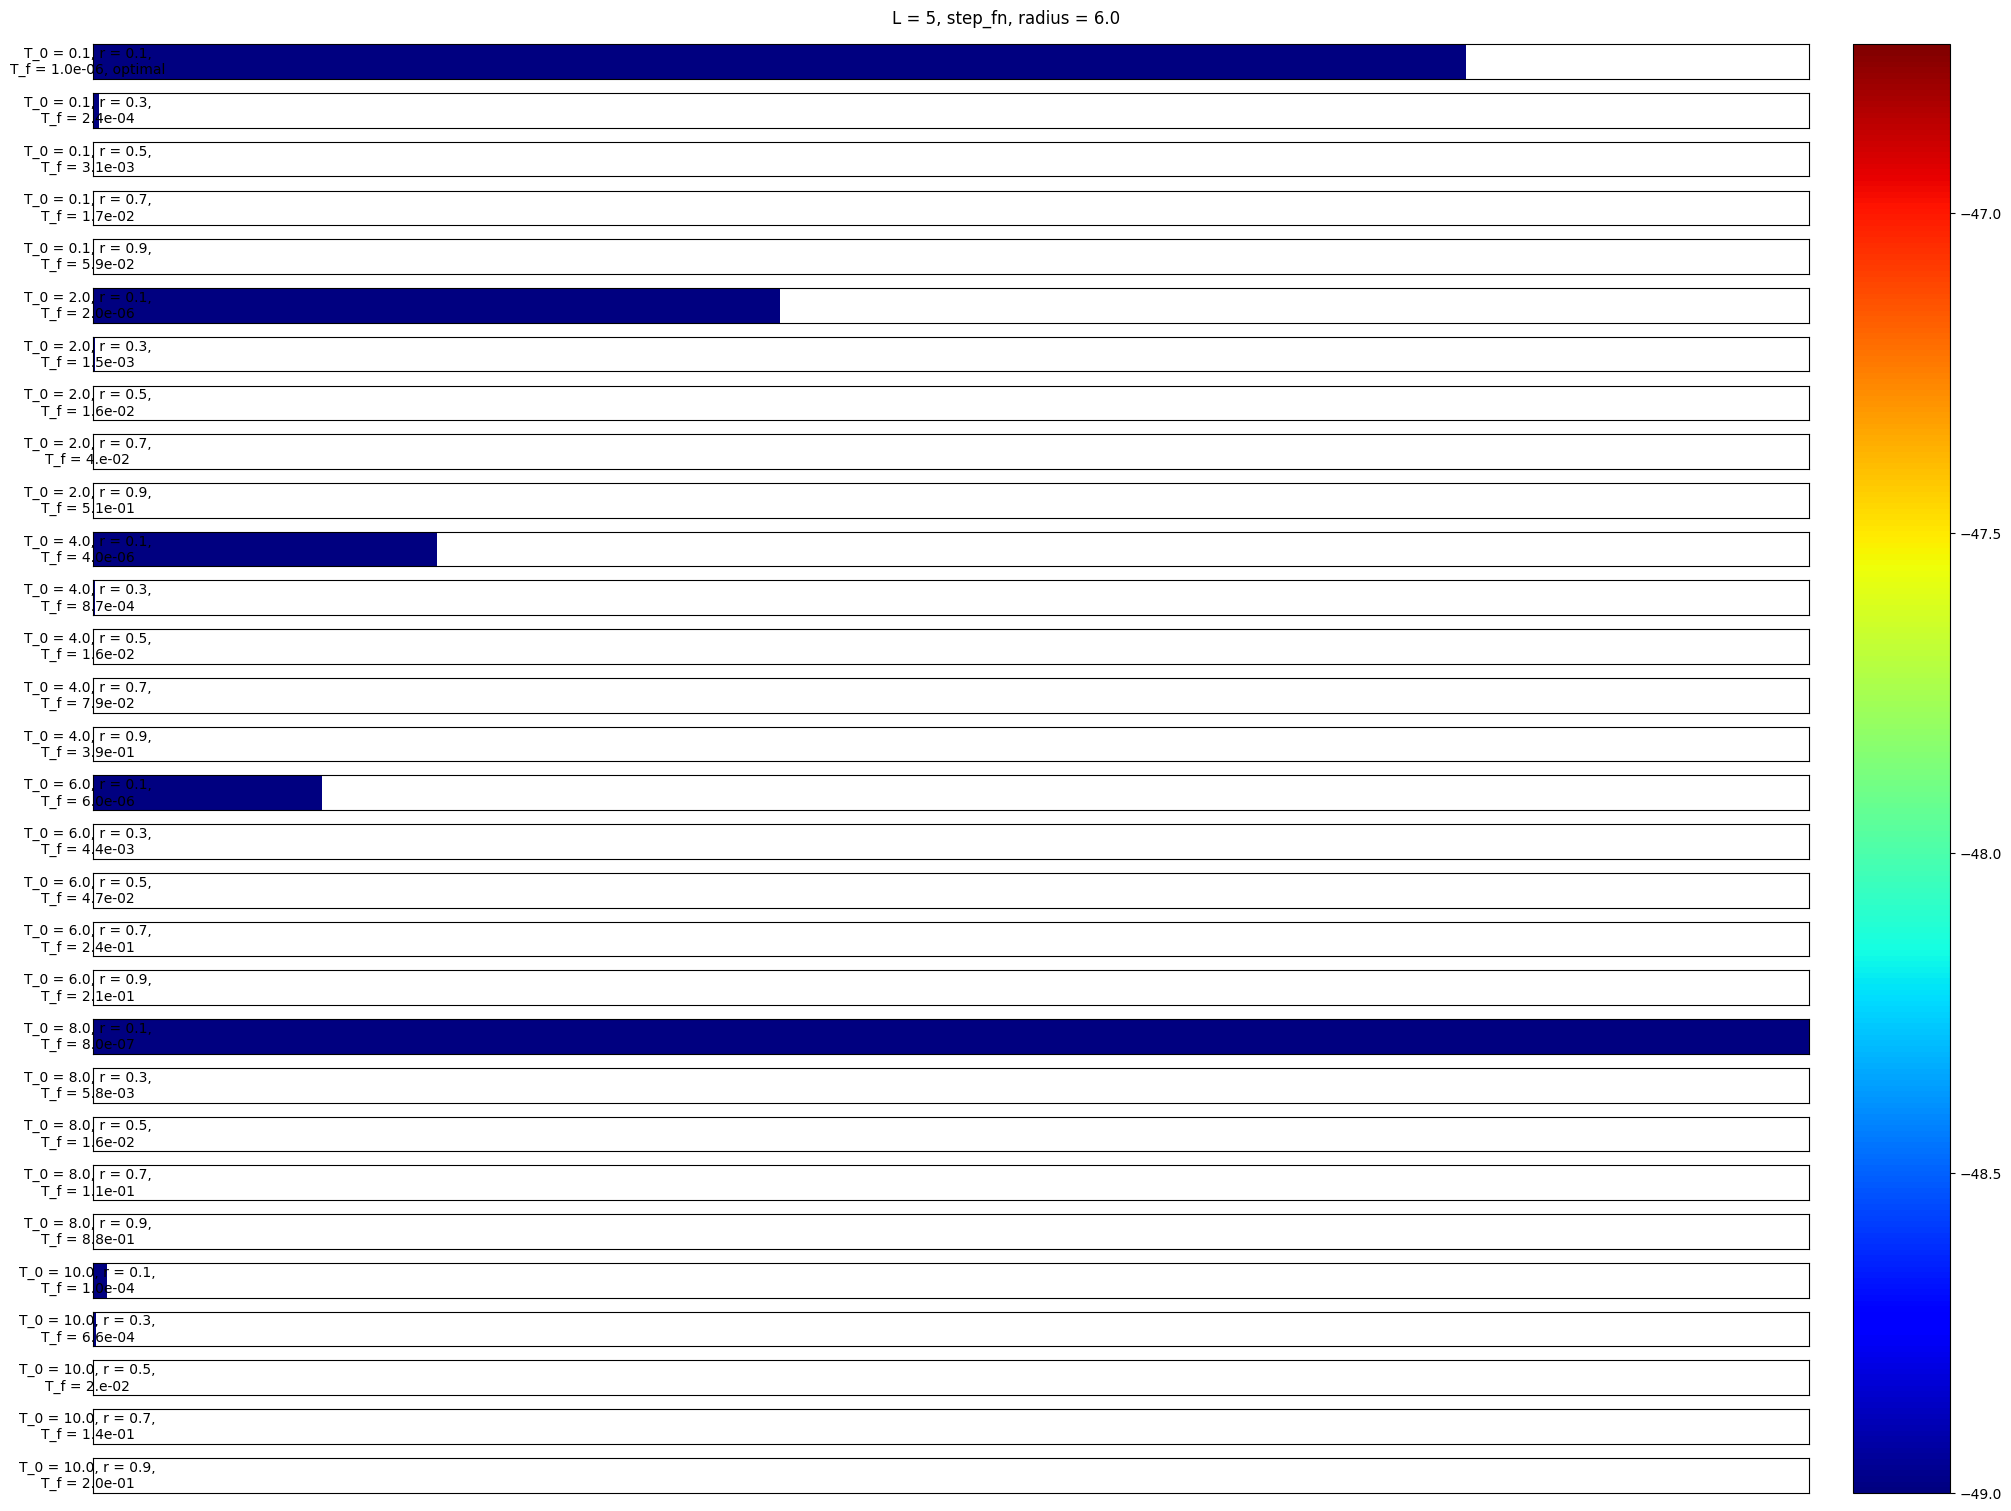 L = 5, step_fn, radius = 6.0
T_0 = 0.1, r = 0.1
T_f = 1.0e-06, optimal
T_0 = 0.1, r = 0.3,
T_f = 2.4e-04
T_0 = 0.1, r = 0.5,
T_f = 3.1e-03
T_0 = 0.1, r = 0.7,
T_f = 1.7e-02
T_0 = 0.1, r = 0.9,
T_f = 5.9e-02
T_0 = 2.0, r = 0.1
T_f = 2.0e-06
T_0 = 2.0, r = 0.3,
T_f = 1.5e-03
T_0 = 2.0, r = 0.5,
T_f = 1.6e-02
T_0 = 2.0, r = 0.7,
T_f = 4.e-02
T_0 = 2.0, r = 0.9,
T_f = 5.1e-01
T_0 = 4.0, r = 0.1
T_f = 4.0e-06
T_0 = 4.0, r = 0.3,
T_f = 8.7e-04
T_0 = 4.0, r = 0.5,
T_f = 1.6e-02
T_0 = 4.0, r = 0.7,
T_f = 7.9e-02
T_0 = 4.0, r = 0.9,
T_f = 3.9e-01
T_0 = 6.0, r = 0.1,
T_f = 6.0e-06
T_0 = 6.0, r = 0.3,
T_f = 4.4e-03
T_0 = 6.0, r = 0.5,
T_f = 4.7e-02
T_0 = 6.0, r = 0.7,
T_f = 2.4e-01
T_0 = 6.0, r = 0.9,
T_f = 2.1e-01
T_0 = 8.0, r = 0.1,
T_f = 8.0e-07
T_0 = 8.0, r = 0.3,
T_f = 5.8e-03
T_0 = 8.0, r = 0.5,
T_f = 1.6e-02
T_0 = 8.0, r = 0.7,
T_f = 1.1e-01
T_0 = 8.0, r = 0.9,
T_f = 8.8e-01
T_0 = 10.0, r = 0.1,
T_f = 1.0e-04
T_0 = 10.0, r = 0.3,
T_f = 6.6e-04
T_0 = 10.0, r = 0.5,
T_f = 2.e-02
T_0 = 10.0, r = 0.7,
T_f = 1.4e-01
T_0 = 10.0, r = 0.9,
T_f = 2.0e-01
−47.0
−47.5
−48.0
−48.5
−49.0